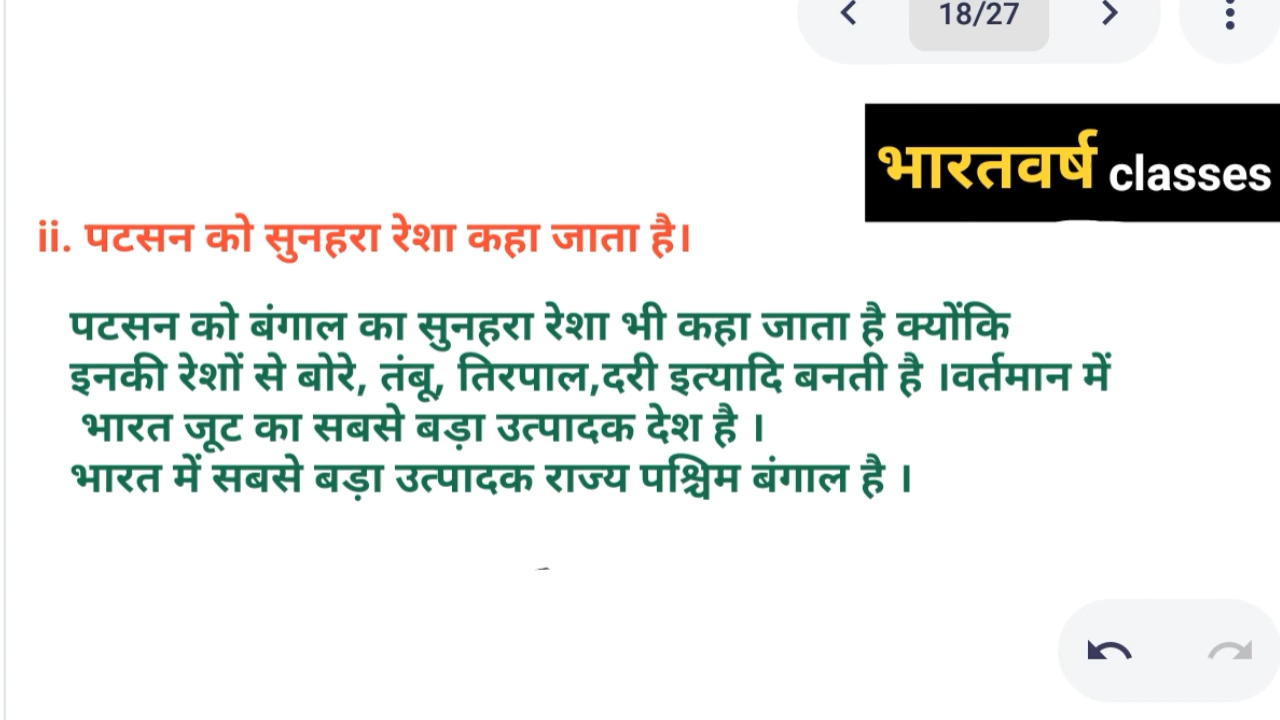 18/27
भारतवर्ष classes
ii. पटसन को सुनहरा रेशा कहा जाता है।
पटसन को बंगाल का सुनहरा रेशा भी कहा जाता है क्योंकि
इनकी रेशों से बोरे, तंबू, तिरपाल,दरी इत्यादि बनती है ।वर्तमान में
भारत जूट का सबसे बड़ा उत्पादक देश है ।
भारत में सबसे बड़ा उत्पादक राज्य पश्चिम बंगाल है ।